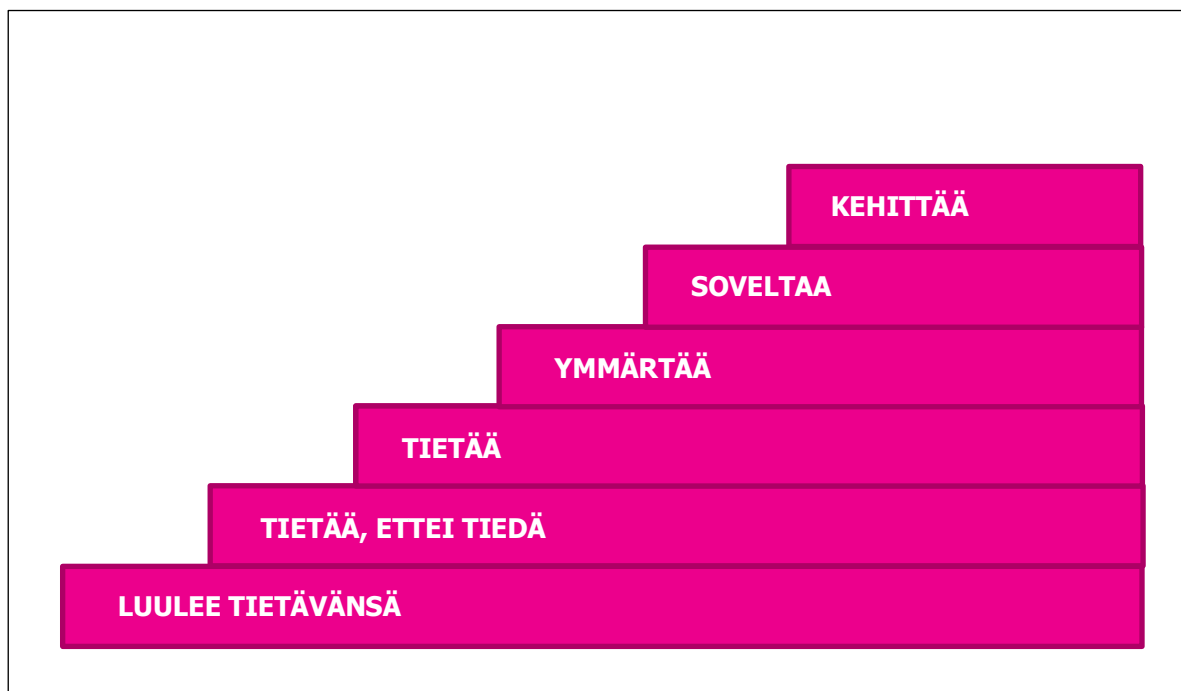 KEHITTÄÄ
SOVELTAA
YMMÄRTÄÄ
TIETÄÄ
TIETÄÄ, ETTEI TIEDÄ
LUULEE TIETÄVÄNSÄ